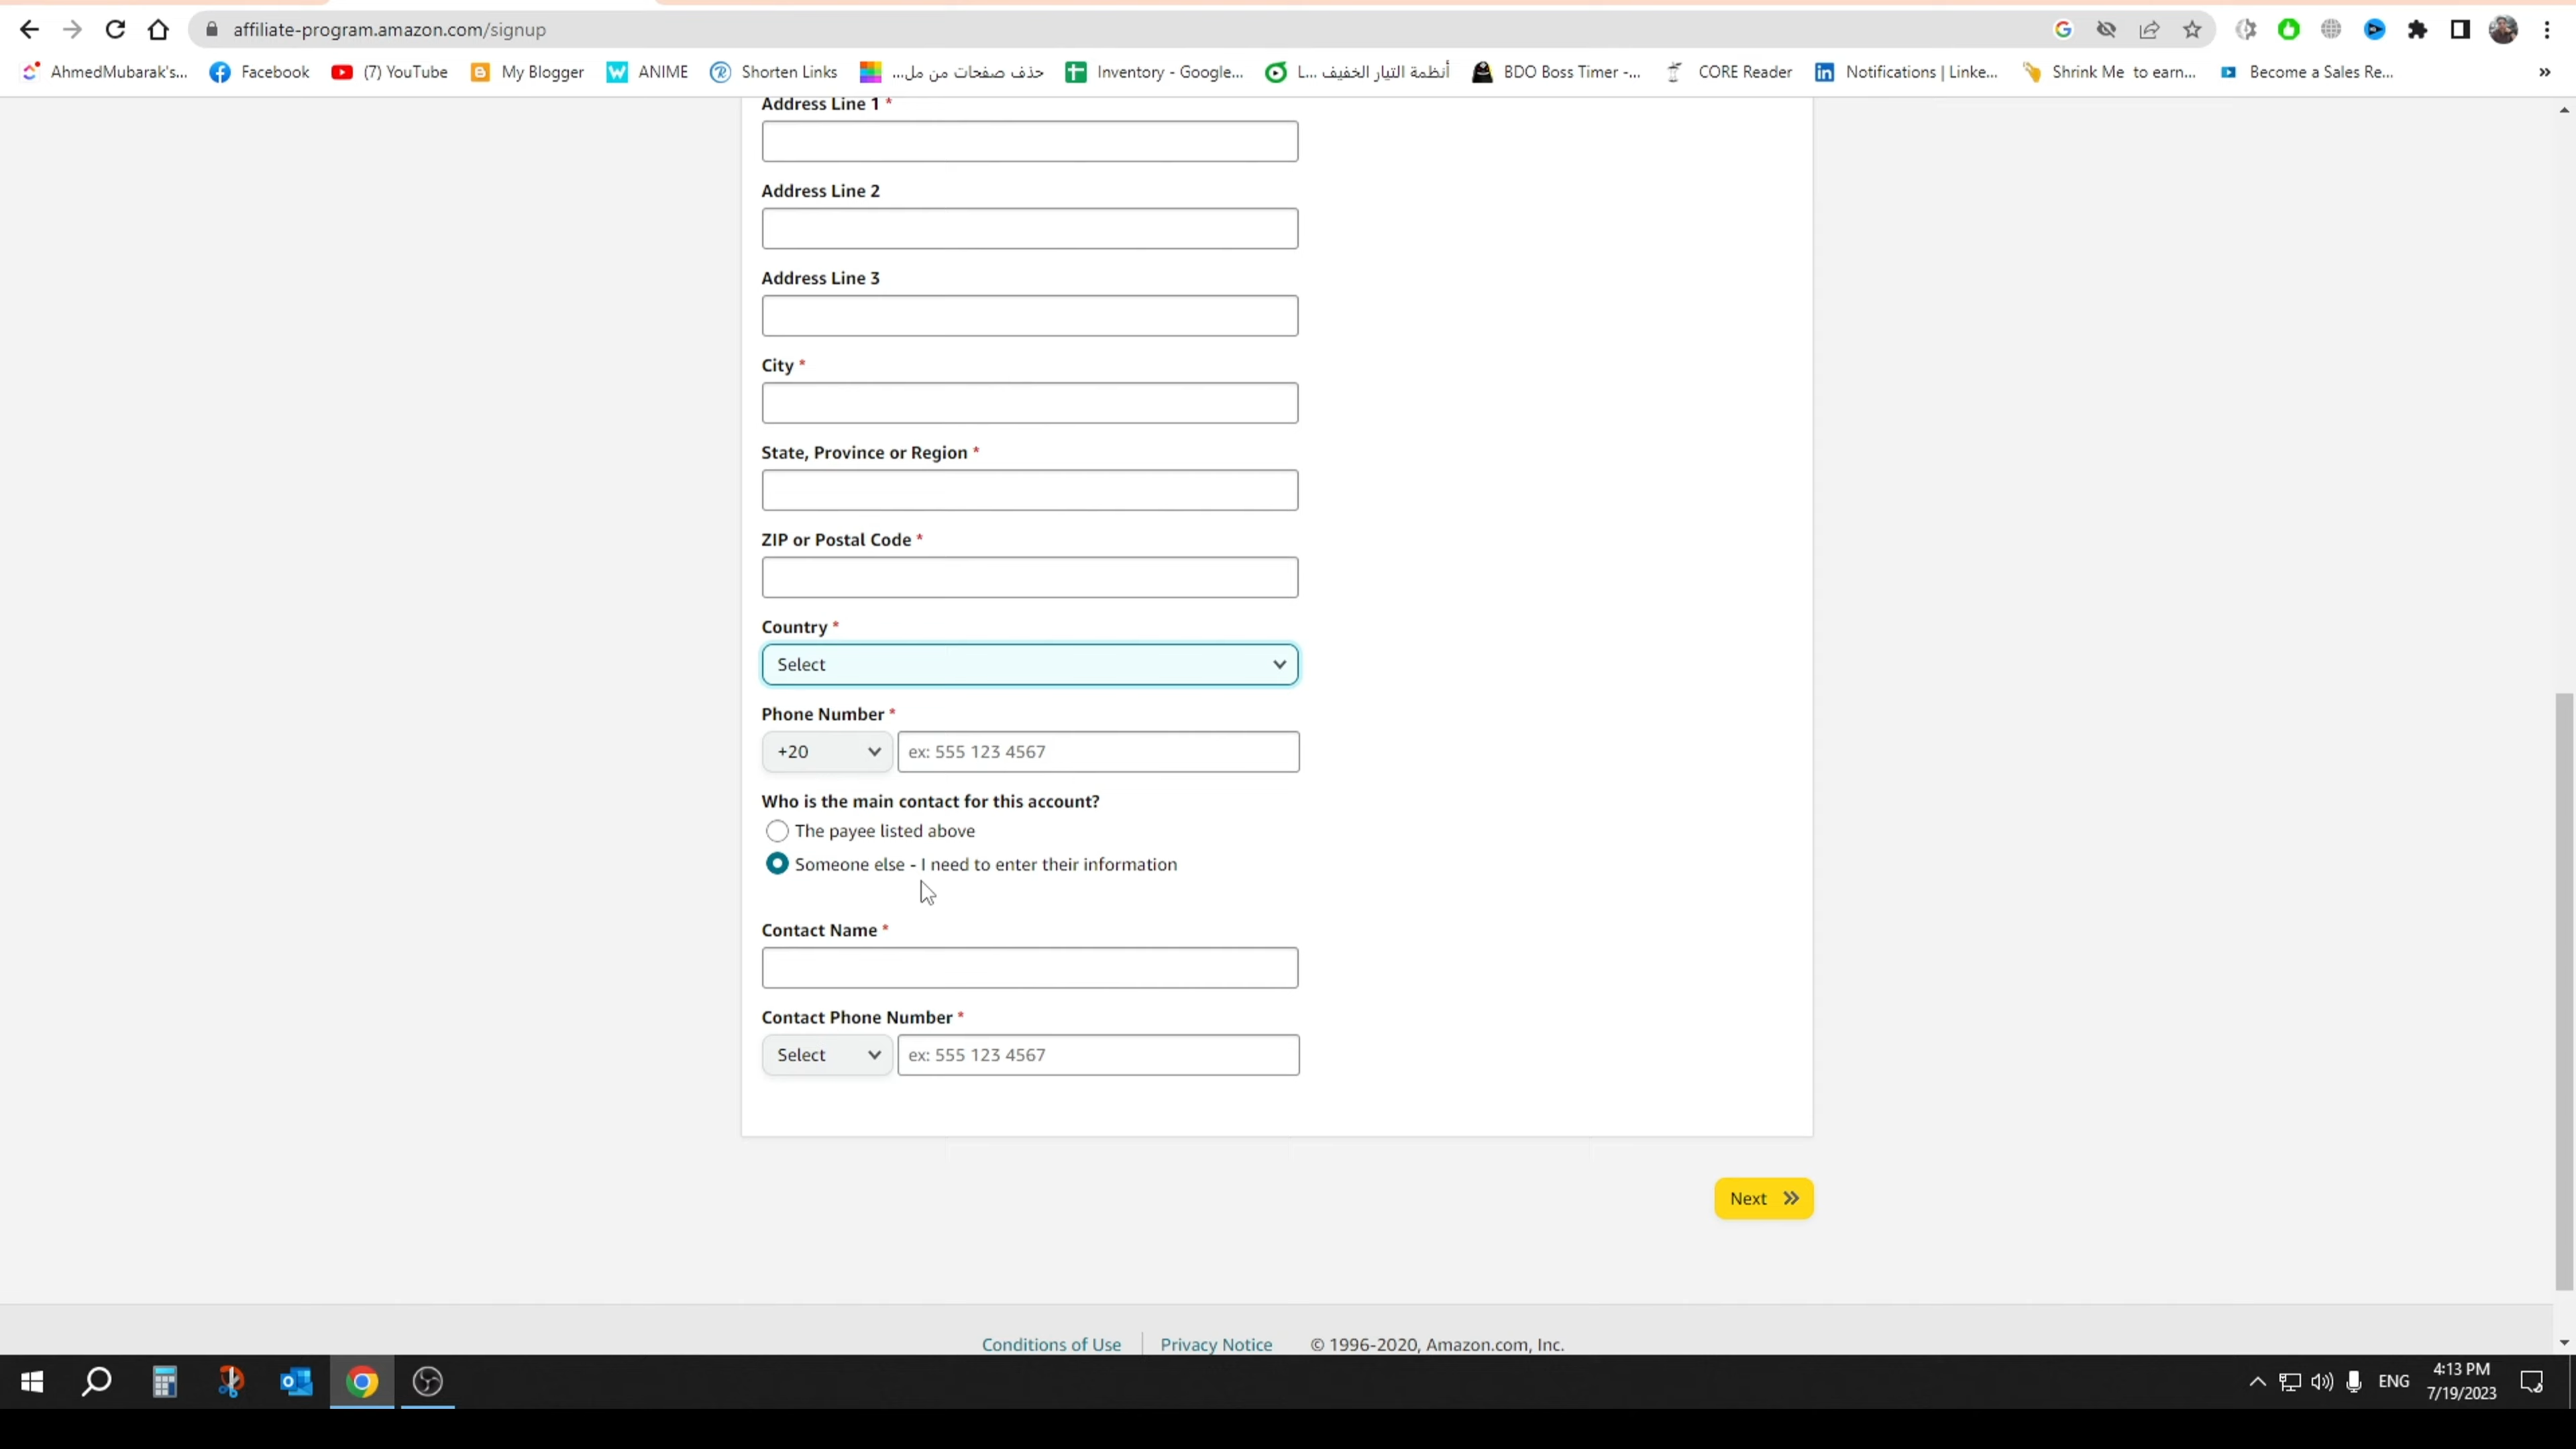 affiliate-program.amazon.com/signup
AhmedMubarak's...
Facebook
(7) YouTube
My Blogger
ANIME
Shorten Links
حذف صفحات من مل...
Inventory - Google...
أنظمة التيار الخفيف ...L
BDO Boss Timer -...
CORE Reader
Notifications | Linke...
Shrink Me to earn...
Become a Sales Re...
Address Line 1 *
Address Line 2
Address Line 3
City *
State, Province or Region *
ZIP or Postal Code *
Country *
Select
Phone Number *
+20
ex: 555 123 4567
Who is the main contact for this account?
The payee listed above
Someone else - I need to enter their information
Contact Name *
Contact Phone Number *
Select
ex: 555 123 4567
Next
Conditions of Use
Privacy Notice
© 1996-2020, Amazon.com, Inc.
ENG
4:13 PM
7/19/2023